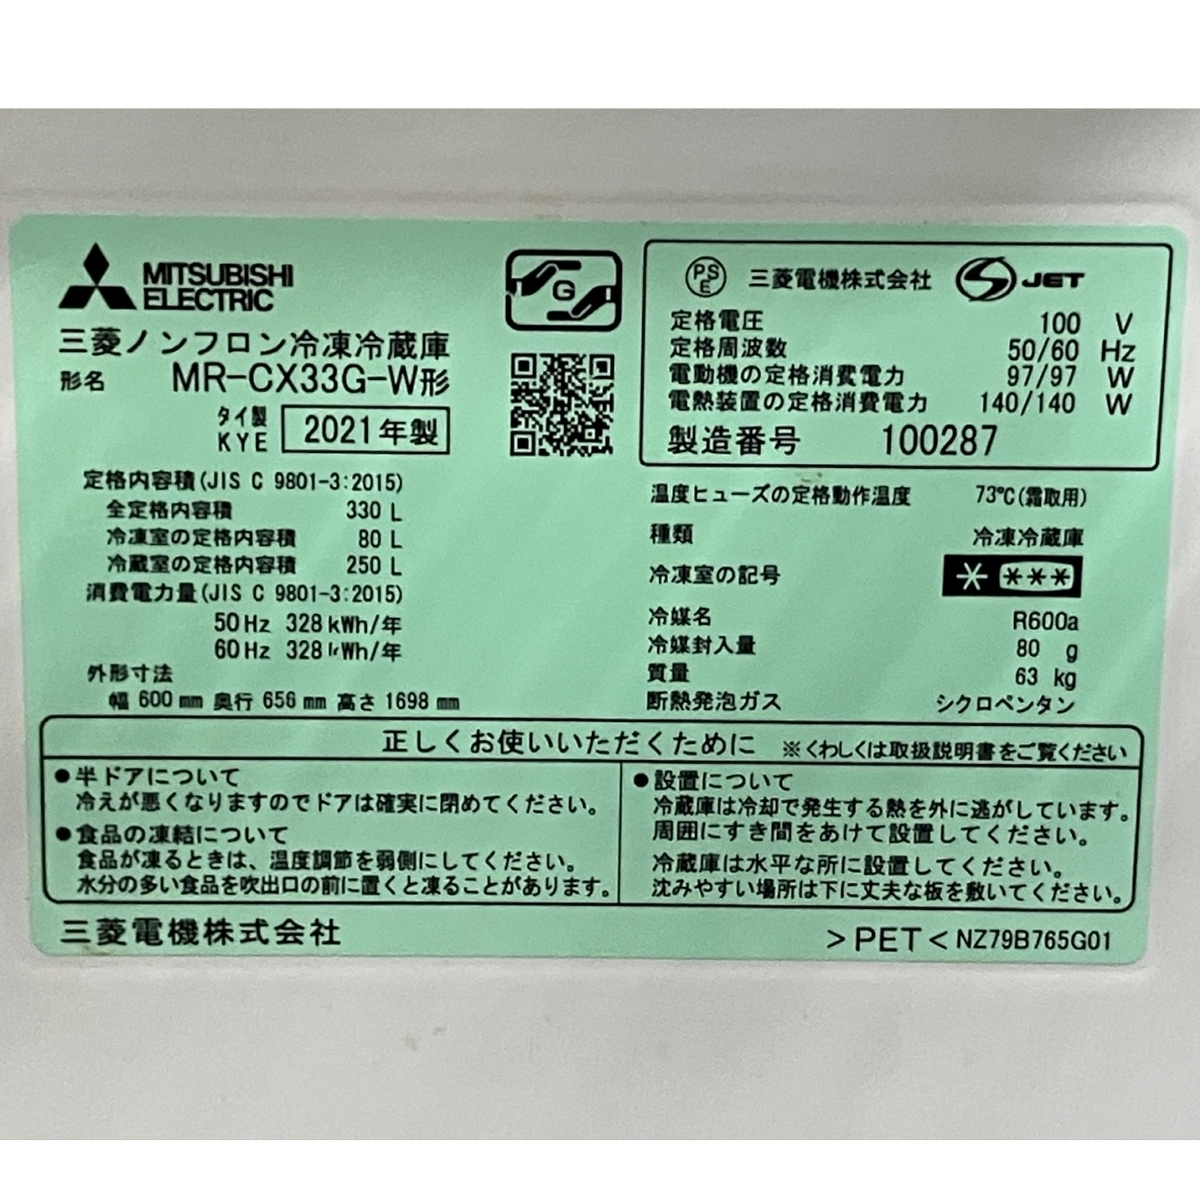 MITSUBISHI
ELECTRIC
三菱ノンフロン冷凍冷蔵庫
形名 MR-CX33G-W形
タイ製
KYE 2021年製
G
定格内容積(JIS C 9801-3:2015)
全定格内容積 330 L
冷凍室の定格内容積 80 L
冷蔵室の定格内容積 250 L
消費電力量(JIS C 9801-3:2015)
50Hz 328kWh/年
60Hz 328kWh/年
外形寸法
幅 600mm 奥行 656mm 高さ 1698mm
PSE 三菱電機株式会社 JET
定格電圧 100 V
定格周波数 50/60 Hz
電動機の定格消費電力 97/97 W
電熱装置の定格消費電力 140/140 W
製造番号 100287
温度ヒューズの定格動作温度 73℃(霜取用)
種類 冷凍冷蔵庫
冷凍室の記号 * ***
冷媒名 R600a
冷媒封入量 80 g
質量 63 kg
断熱発泡ガス シクロペンタン
正しくお使いいただくために ※くわしくは取扱説明書をご覧ください
●半ドアについて
冷えが悪くなりますのでドアは確実に閉めてください。
●食品の凍結について
食品が凍るときは、温度調節を弱側にしてください。
水分の多い食品を吹出口の前に置くと凍ることがあります。
●設置について
冷蔵庫は冷却で発生する熱を外に逃がしています。
周囲にすき間をあけて設置してください。
冷蔵庫は水平な所に設置してください。
沈みやすい場所は下に丈夫な板を敷いてください。
三菱電機株式会社
>PET< NZ79B765G01